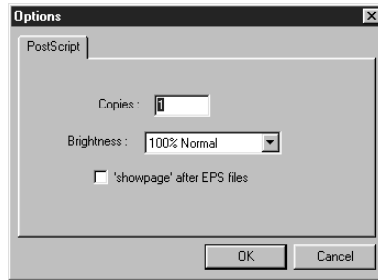 Options
PostScript
Copies : 1
Brightness : 100% Normal
'showpage' after EPS files
OK Cancel